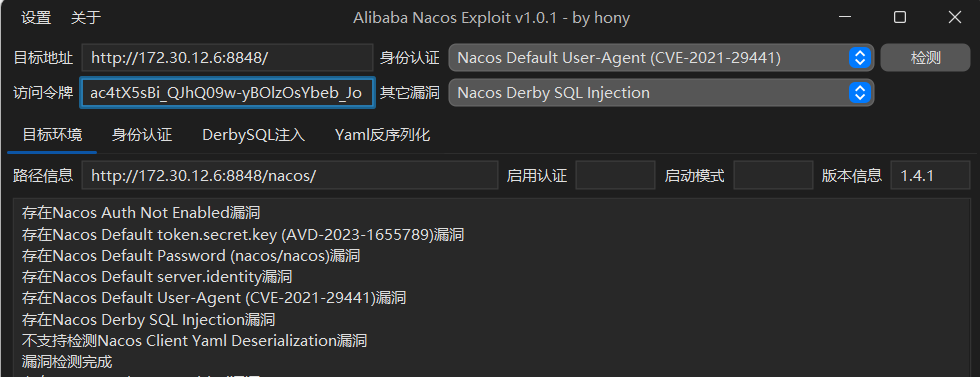 设置 关于 Alibaba Nacos Exploit v1.0.1 - by hony
目标地址 http://172.30.12.6:8848/ 身份认证 Nacos Default User-Agent (CVE-2021-29441) 检测
访问令牌 ac4tX5sBi_QJhQ09w-yBOlzOsYbeb_Jo 其它漏洞 Nacos Derby SQL Injection
目标环境 身份认证 DerbySQL注入 Yaml反序列化
路径信息 http://172.30.12.6:8848/nacos/ 启用认证 启动模式 版本信息 1.4.1
存在Nacos Auth Not Enabled漏洞
存在Nacos Default token.secret.key (AVD-2023-1655789)漏洞
存在Nacos Default Password (nacos/nacos)漏洞
存在Nacos Default server.identity漏洞
存在Nacos Default User-Agent (CVE-2021-29441)漏洞
存在Nacos Derby SQL Injection漏洞
不支持检测Nacos Client Yaml Deserialization漏洞
漏洞检测完成